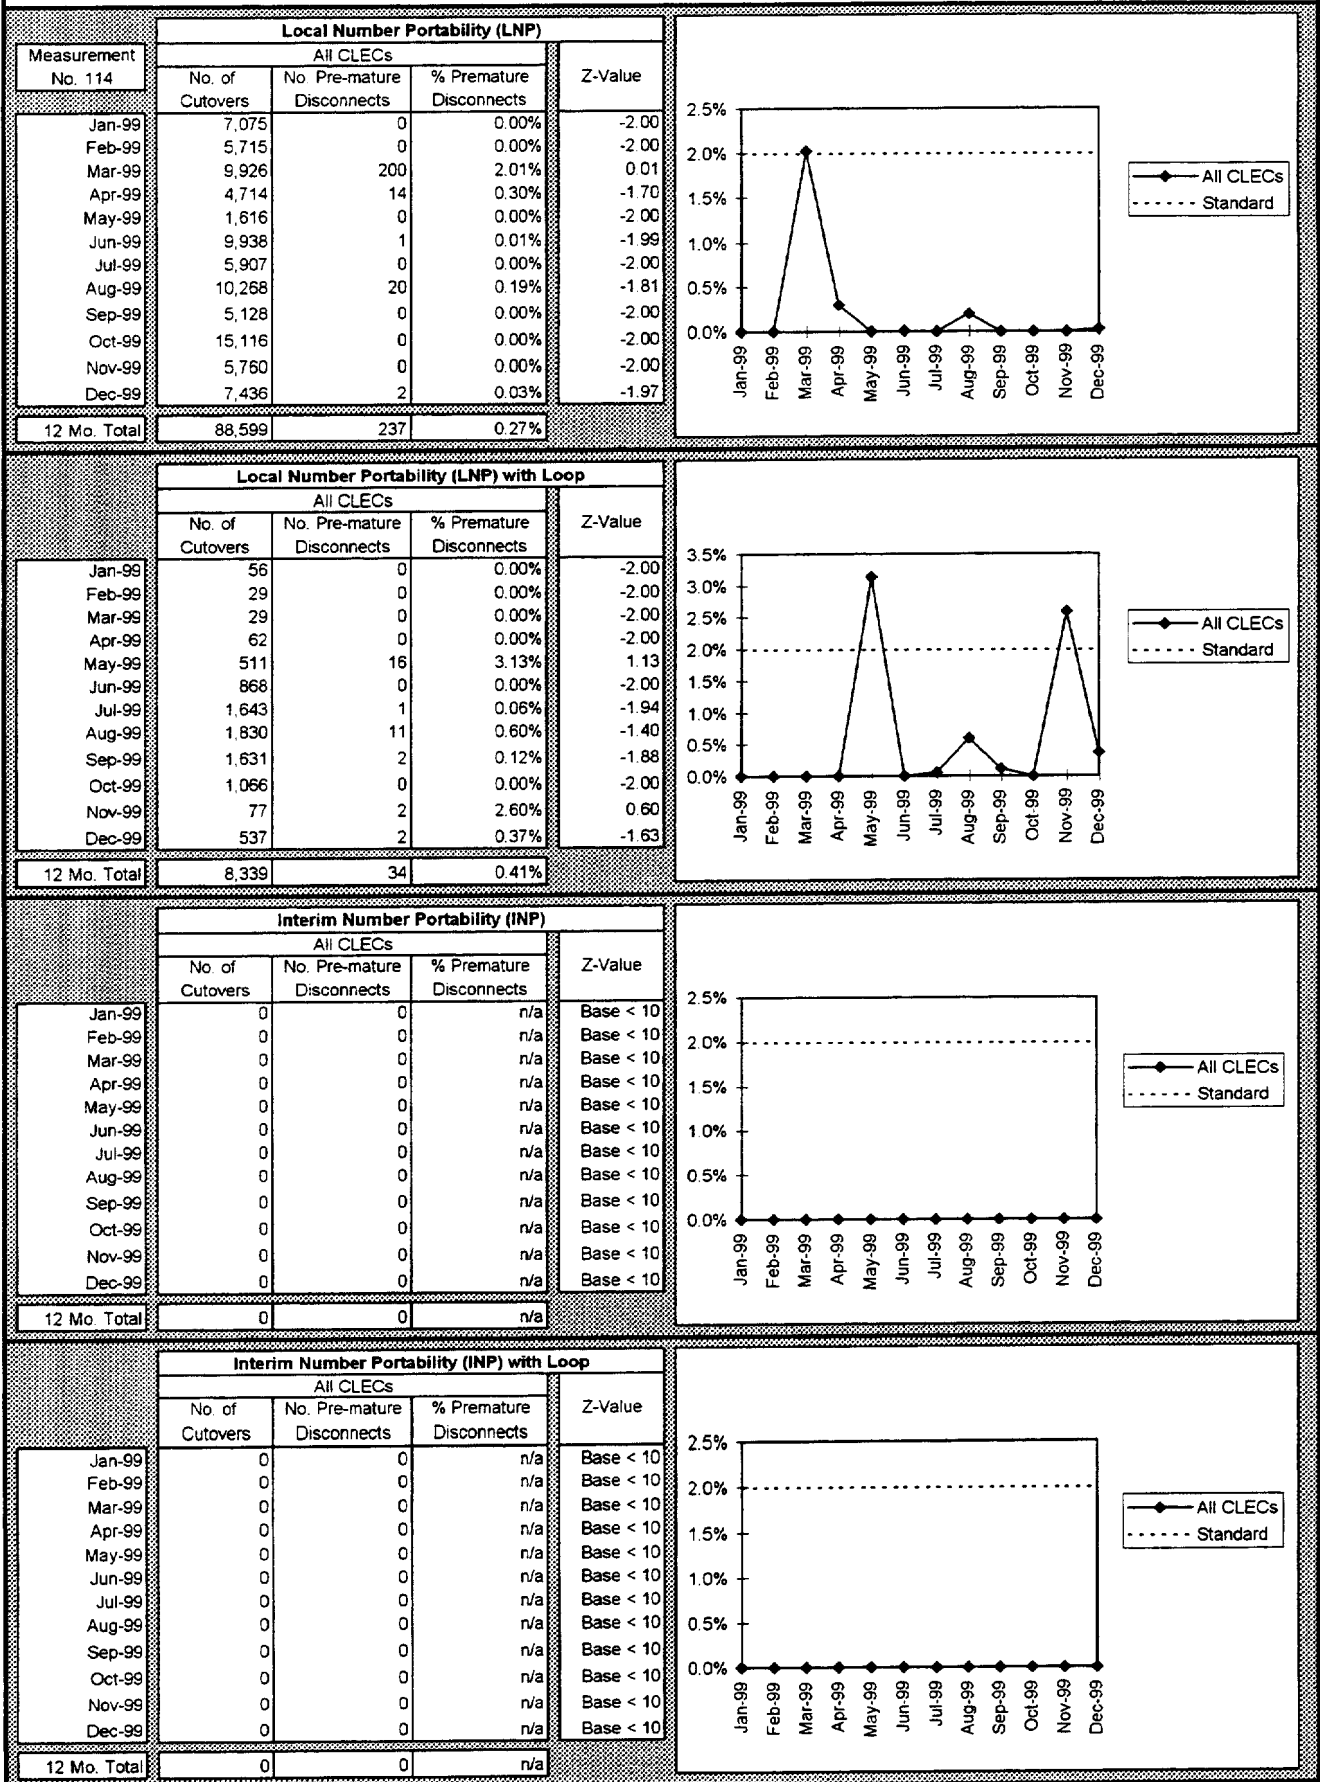 Local Number Portability (LNP)
Measurement No. 114
All CLECs
No. of Cutovers No. Pre-mature Disconnects % Premature Disconnects Z-Value
Jan-99 7,075 0 0.00% -2.00
Feb-99 5,715 0 0.00% -2.00
Mar-99 9,926 200 2.01% 0.01
Apr-99 4,714 14 0.30% -1.70
May-99 1,616 0 0.00% -2.00
Jun-99 9,938 1 0.01% -1.99
Jul-99 5,907 0 0.00% -2.00
Aug-99 10,268 20 0.19% -1.81
Sep-99 5,128 0 0.00% -2.00
Oct-99 15,116 0 0.00% -2.00
Nov-99 5,760 0 0.00% -2.00
Dec-99 7,436 2 0.03% -1.97
12 Mo. Total 88,599 237 0.27%
2.5%
2.0%
1.5%
1.0%
0.5%
0.0%
Jan-99 Feb-99 Mar-99 Apr-99 May-99 Jun-99 Jul-99 Aug-99 Sep-99 Oct-99 Nov-99 Dec-99
All CLECs
Standard
Local Number Portability (LNP) with Loop
All CLECs
No. of Cutovers No. Pre-mature Disconnects % Premature Disconnects Z-Value
Jan-99 56 0 0.00% -2.00
Feb-99 29 0 0.00% -2.00
Mar-99 29 0 0.00% -2.00
Apr-99 62 0 0.00% -2.00
May-99 511 16 3.13% 1.13
Jun-99 868 0 0.00% -2.00
Jul-99 1,643 1 0.06% -1.94
Aug-99 1,830 11 0.60% -1.40
Sep-99 1,631 2 0.12% -1.88
Oct-99 1,066 0 0.00% -2.00
Nov-99 77 2 2.60% 0.60
Dec-99 537 2 0.37% -1.63
12 Mo. Total 8,339 34 0.41%
3.5%
3.0%
2.5%
2.0%
1.5%
1.0%
0.5%
0.0%
Jan-99 Feb-99 Mar-99 Apr-99 May-99 Jun-99 Jul-99 Aug-99 Sep-99 Oct-99 Nov-99 Dec-99
All CLECs
Standard
Interim Number Portability (INP)
All CLECs
No. of Cutovers No. Pre-mature Disconnects % Premature Disconnects Z-Value
Jan-99 0 0 n/a Base < 10
Feb-99 0 0 n/a Base < 10
Mar-99 0 0 n/a Base < 10
Apr-99 0 0 n/a Base < 10
May-99 0 0 n/a Base < 10
Jun-99 0 0 n/a Base < 10
Jul-99 0 0 n/a Base < 10
Aug-99 0 0 n/a Base < 10
Sep-99 0 0 n/a Base < 10
Oct-99 0 0 n/a Base < 10
Nov-99 0 0 n/a Base < 10
Dec-99 0 0 n/a Base < 10
12 Mo. Total 0 0 n/a
2.5%
2.0%
1.5%
1.0%
0.5%
0.0%
Jan-99 Feb-99 Mar-99 Apr-99 May-99 Jun-99 Jul-99 Aug-99 Sep-99 Oct-99 Nov-99 Dec-99
All CLECs
Standard
Interim Number Portability (INP) with Loop
All CLECs
No. of Cutovers No. Pre-mature Disconnects % Premature Disconnects Z-Value
Jan-99 0 0 n/a Base < 10
Feb-99 0 0 n/a Base < 10
Mar-99 0 0 n/a Base < 10
Apr-99 0 0 n/a Base < 10
May-99 0 0 n/a Base < 10
Jun-99 0 0 n/a Base < 10
Jul-99 0 0 n/a Base < 10
Aug-99 0 0 n/a Base < 10
Sep-99 0 0 n/a Base < 10
Oct-99 0 0 n/a Base < 10
Nov-99 0 0 n/a Base < 10
Dec-99 0 0 n/a Base < 10
12 Mo. Total 0 0 n/a
2.5%
2.0%
1.5%
1.0%
0.5%
0.0%
Jan-99 Feb-99 Mar-99 Apr-99 May-99 Jun-99 Jul-99 Aug-99 Sep-99 Oct-99 Nov-99 Dec-99
All CLECs
Standard